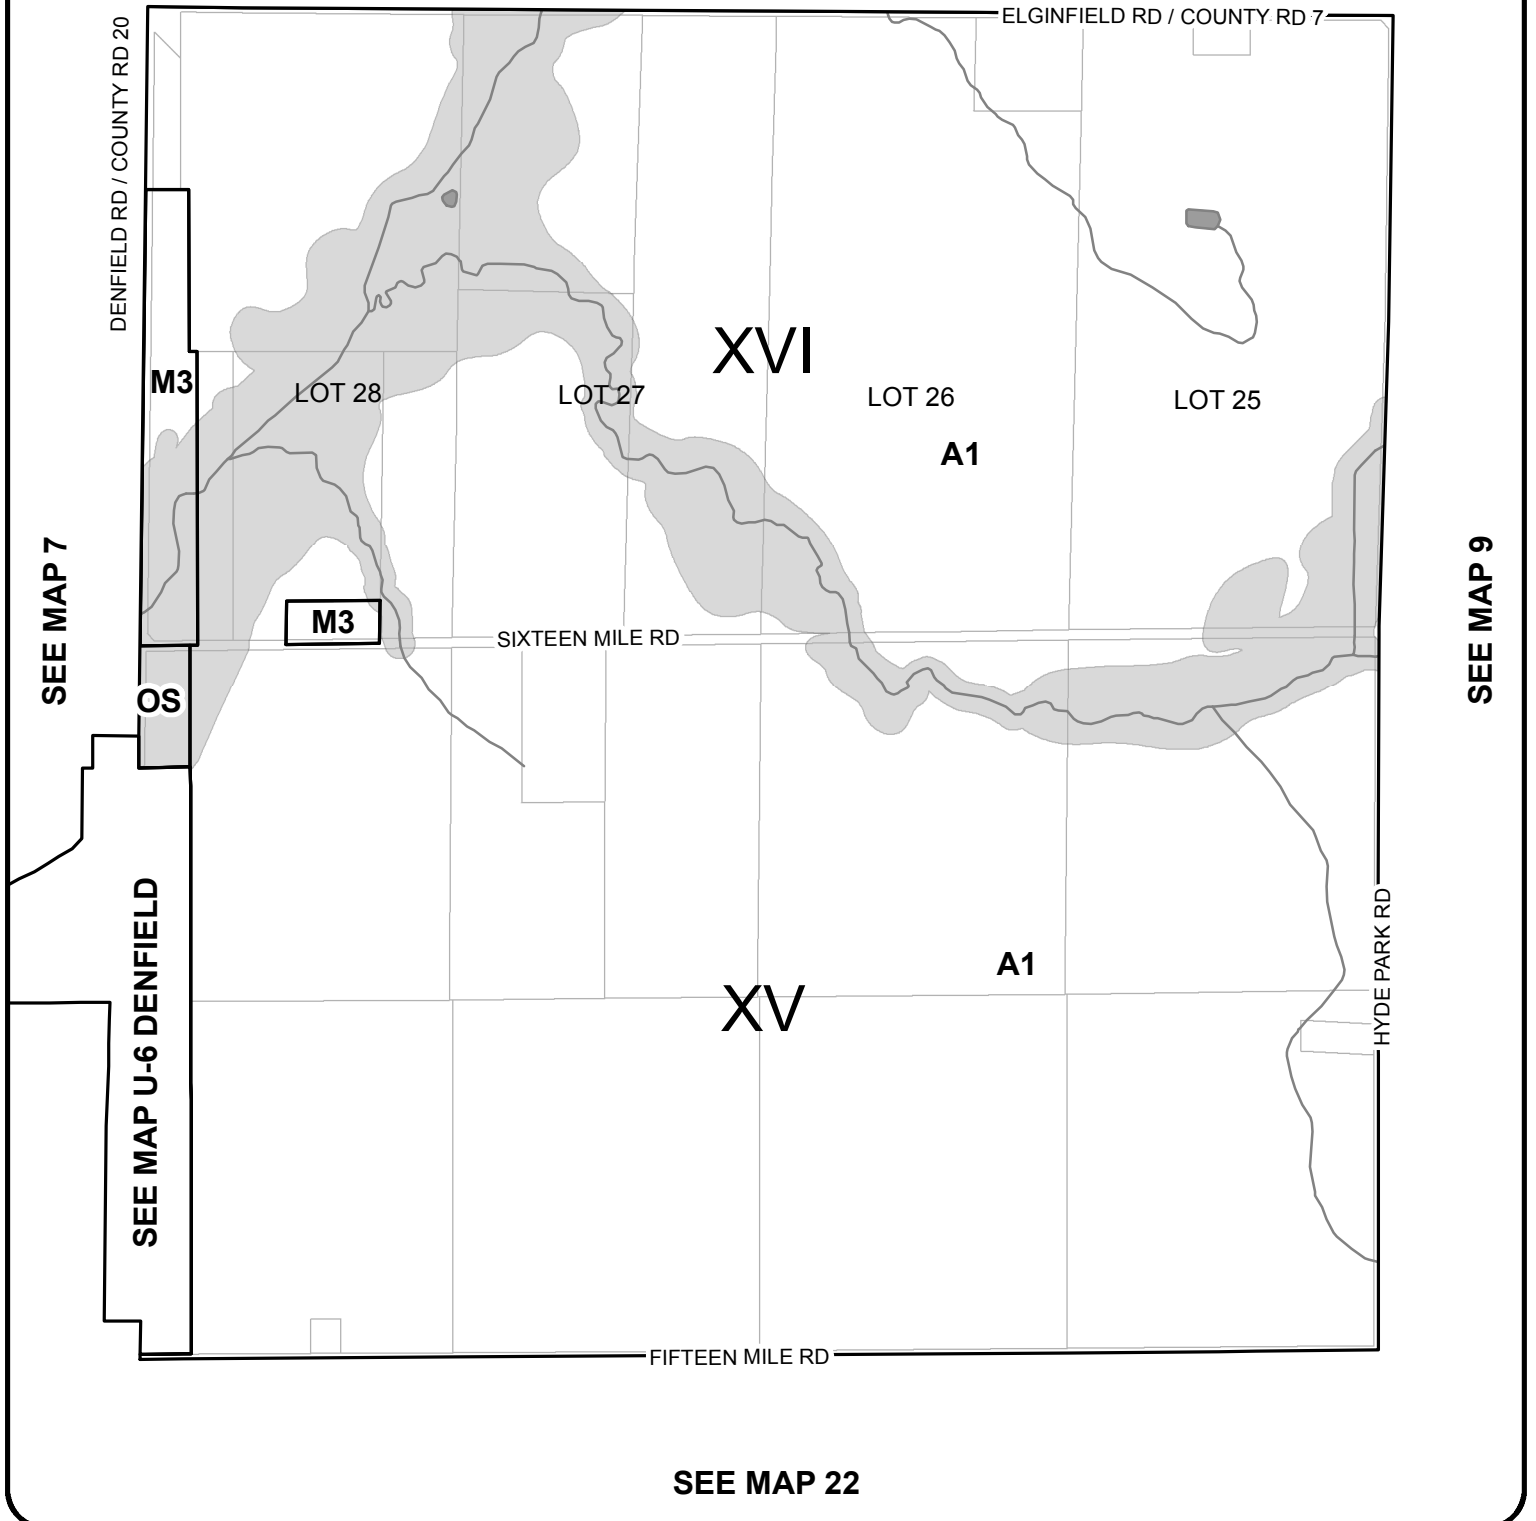 ELGINFIELD RD / COUNTY RD 7
DENFIELD RD / COUNTY RD 20
XVI
M3
LOT 28
LOT 27
LOT 26
LOT 25
A1
SEE MAP 7
SEE MAP 9
M3
SIXTEEN MILE RD
OS
SEE MAP U-6 DENFIELD
HYDE PARK RD
A1
XV
FIFTEEN MILE RD
SEE MAP 22